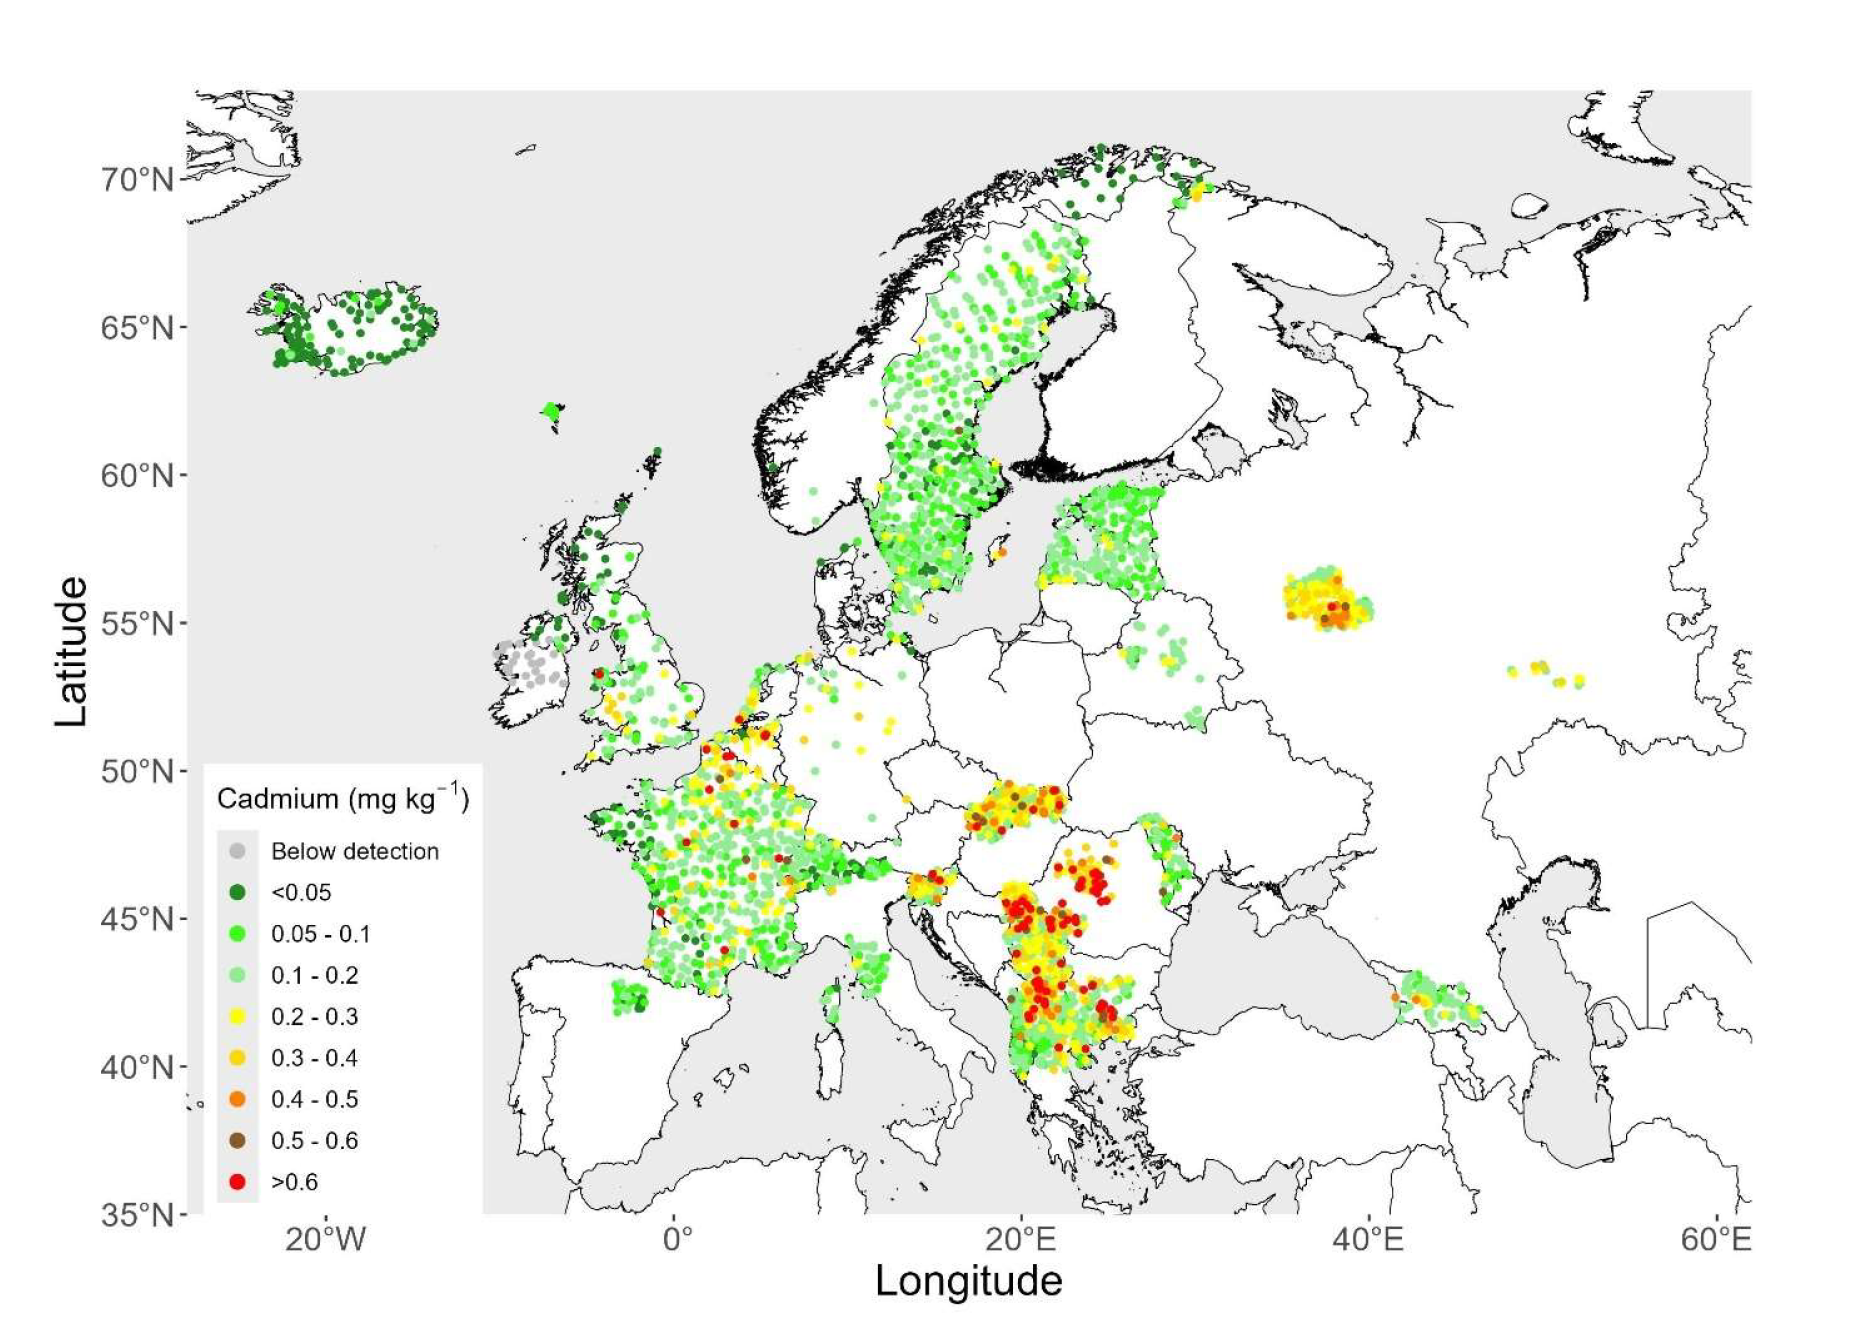 70°N
65°N
60°N
55°N
50°N
45°N
40°N
35°N
Latitude
Cadmium (mg kg⁻¹)
Below detection
<0.05
0.05 - 0.1
0.1 - 0.2
0.2 - 0.3
0.3 - 0.4
0.4 - 0.5
0.5 - 0.6
>0.6
20°W 0° 20°E 40°E 60°E
Longitude